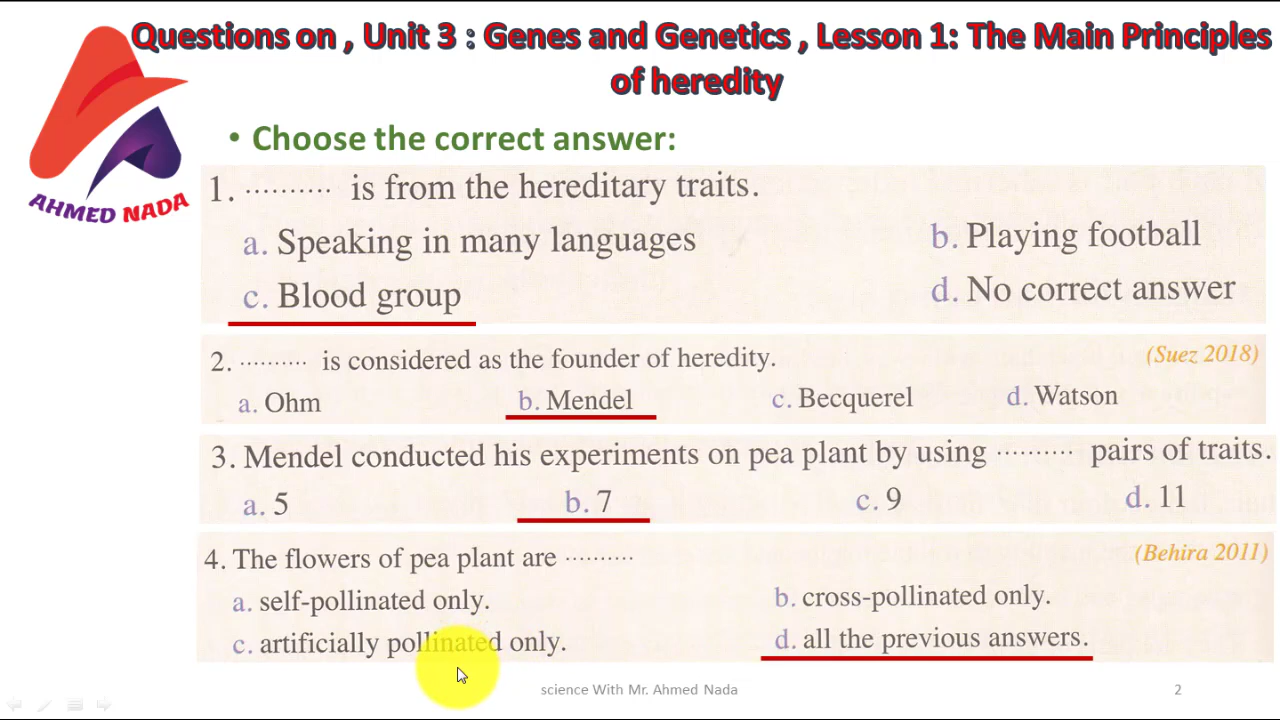 Questions on , Unit 3 : Genes and Genetics , Lesson 1: The Main Principles
of heredity
AHMED NADA
• Choose the correct answer:
1. .......... is from the hereditary traits.
a. Speaking in many languages b. Playing football
c. Blood group d. No correct answer
2. .......... is considered as the founder of heredity. (Suez 2018)
a. Ohm b. Mendel c. Becquerel d. Watson
3. Mendel conducted his experiments on pea plant by using .......... pairs of traits.
a. 5 b. 7 c. 9 d. 11
4. The flowers of pea plant are .......... (Behira 2011)
a. self-pollinated only. b. cross-pollinated only.
c. artificially pollinated only. d. all the previous answers.
science With Mr. Ahmed Nada 2